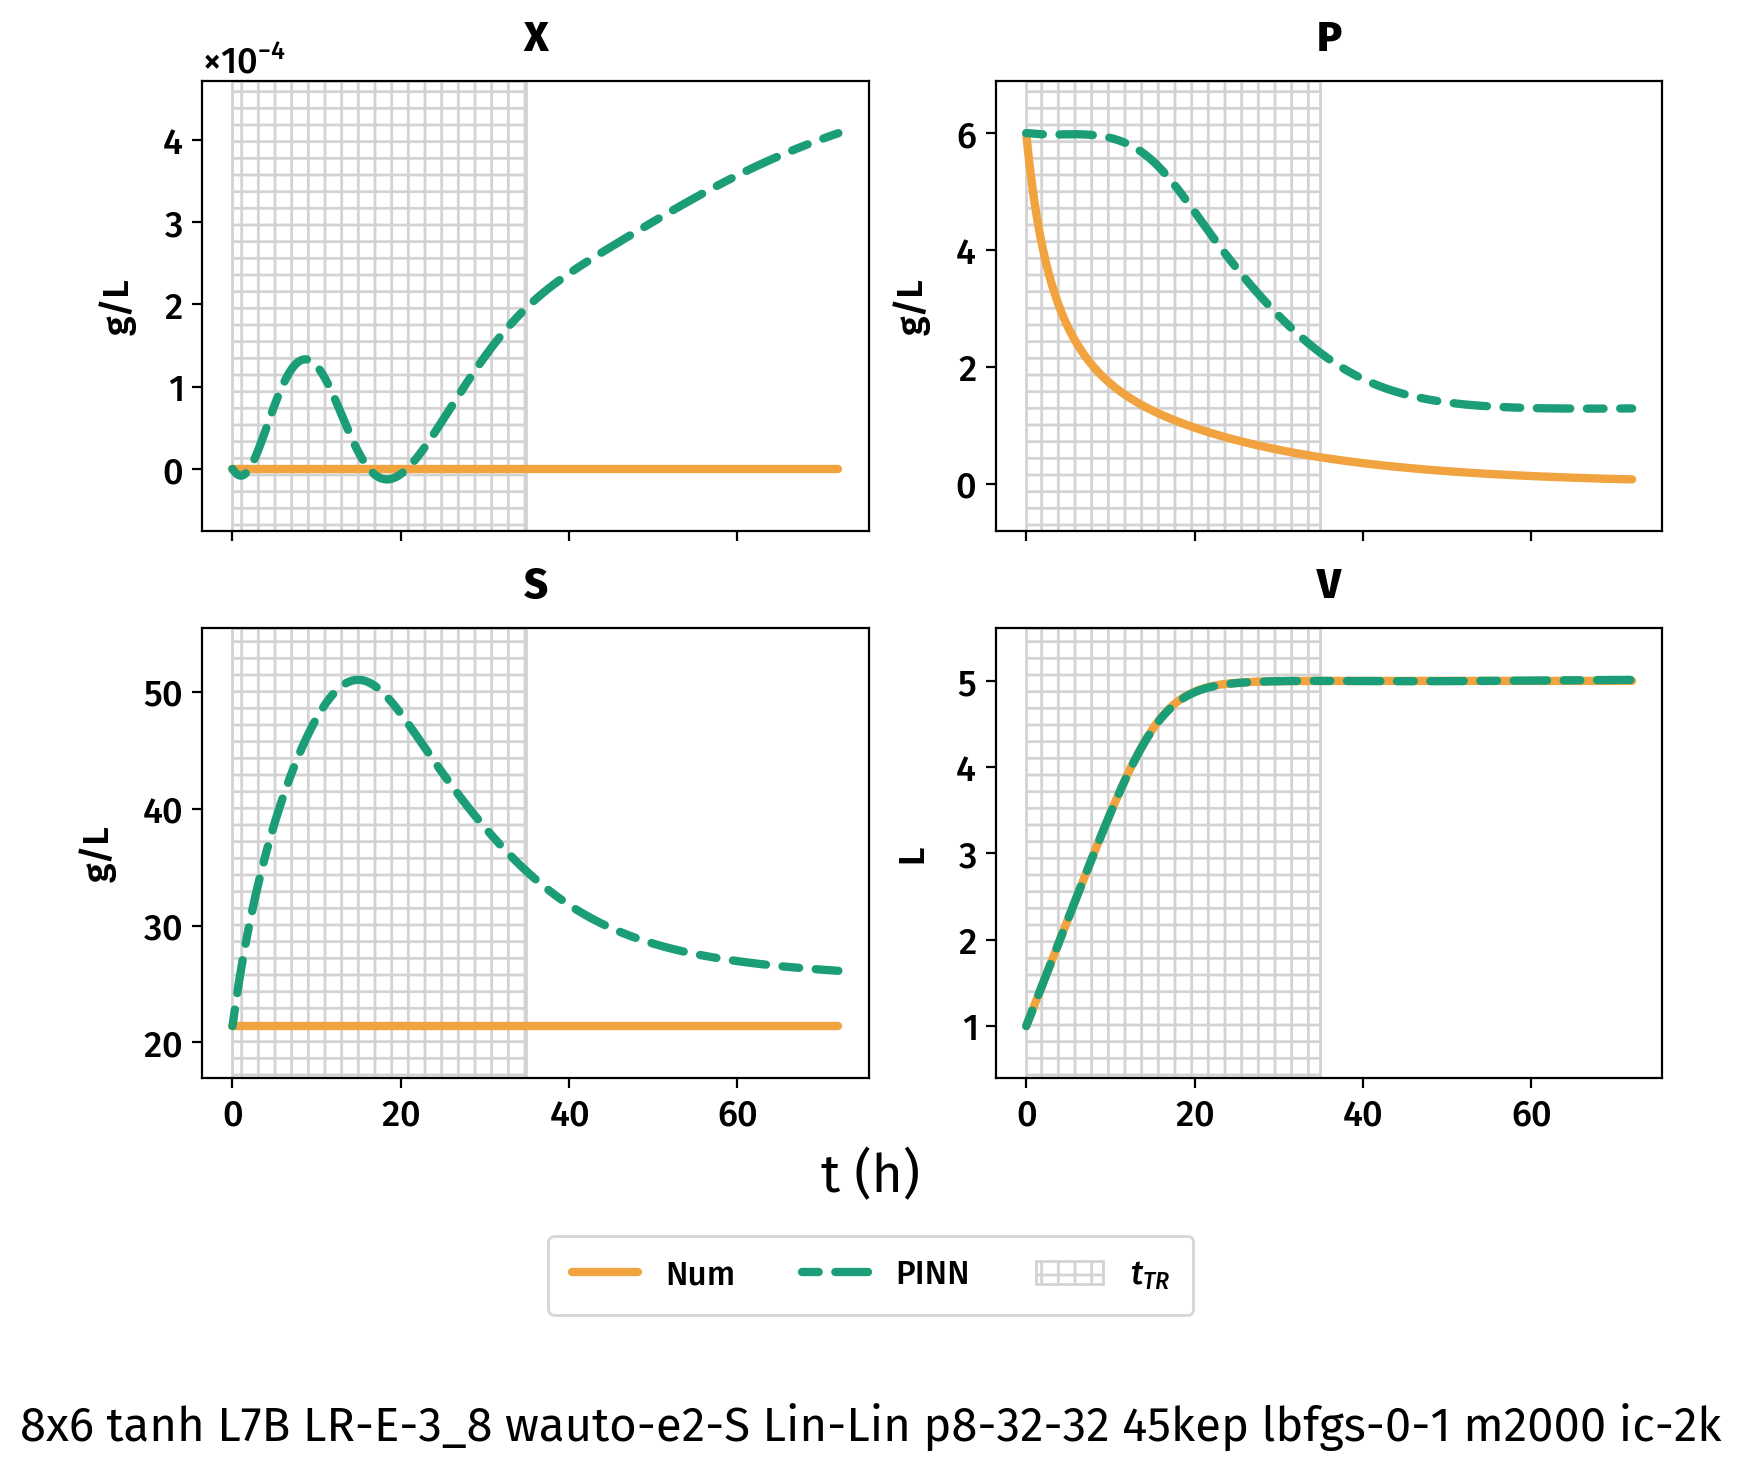 X
×10⁻⁴
4
3
2
1
0
g/L
P
6
4
2
0
g/L
S
50
40
30
20
g/L
0 20 40 60
V
5
4
3
2
1
L
0 20 40 60
t (h)
Num PINN t_TR
8x6 tanh L7B LR-E-3_8 wauto-e2-S Lin-Lin p8-32-32 45kep lbfgs-0-1 m2000 ic-2k